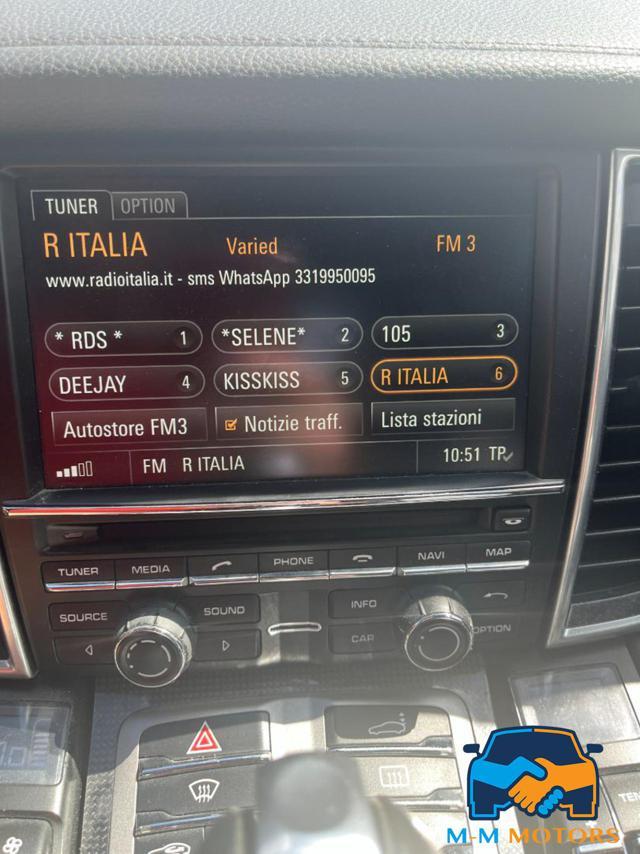 TUNER OPTION
R ITALIA Varied FM 3
www.radioitalia.it - sms WhatsApp 3319950095
* RDS * 1 *SELENE* 2 105 3
DEEJAY 4 KISSKISS 5 R ITALIA 6
Autostore FM3 Notizie traff. Lista stazioni
FM R ITALIA 10:51 TP
TUNER MEDIA PHONE NAVI MAP
SOURCE SOUND INFO
CAR OPTION
M-M MOTORS